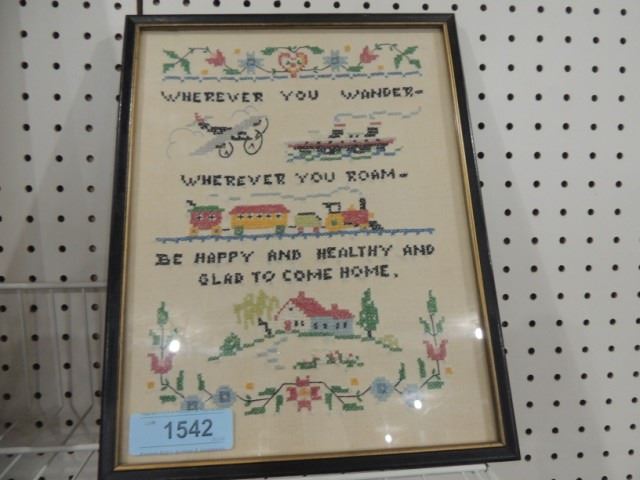 WHEREVER YOU WANDER-
WHEREVER YOU ROAM-
BE HAPPY AND HEALTHY AND
GLAD TO COME HOME.
1542